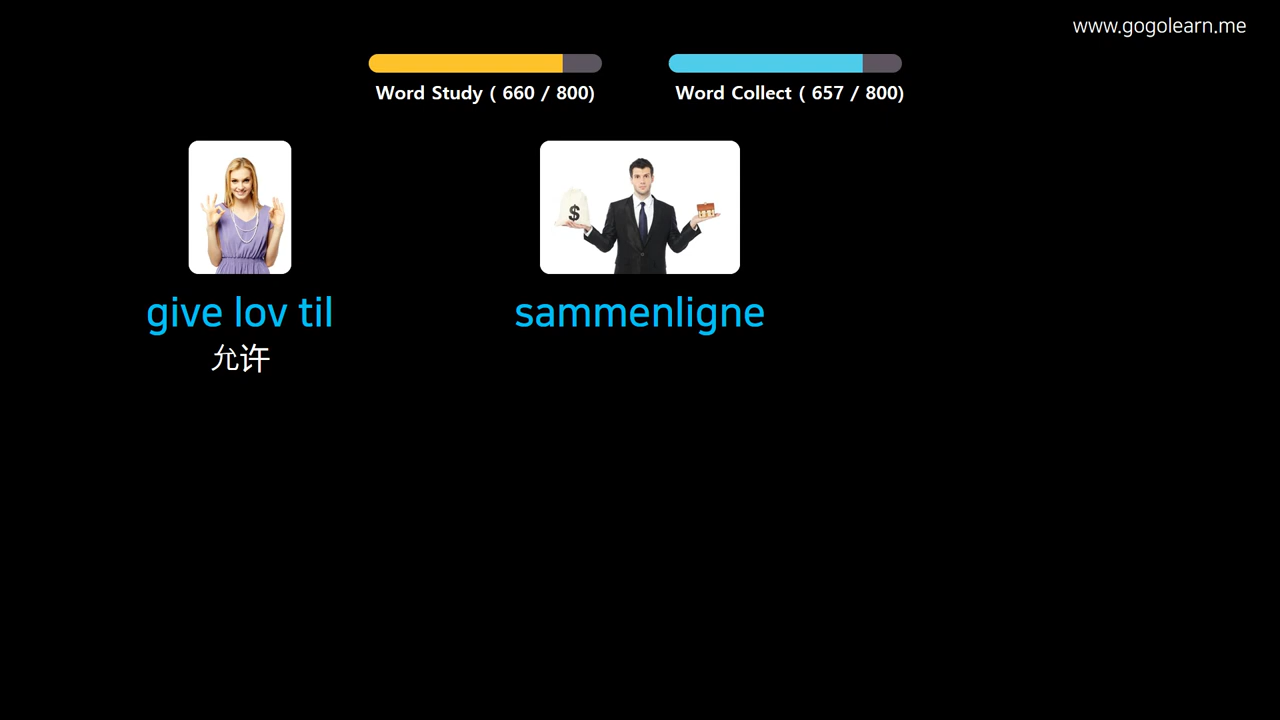 www.gogolearn.me
Word Study ( 660 / 800)
Word Collect ( 657 / 800)
$
give lov til
sammenligne
允许